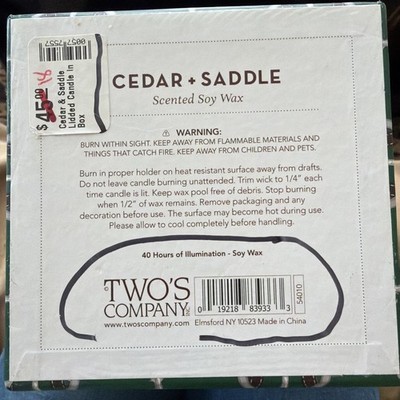 0057 7557
$45.00
18
Cedar & Saddle
Lidded Candle in
Box
CEDAR + SADDLE
Scented Soy Wax
⚠ WARNING:
BURN WITHIN SIGHT. KEEP AWAY FROM FLAMMABLE MATERIALS AND
THINGS THAT CATCH FIRE. KEEP AWAY FROM CHILDREN AND PETS.
Burn in proper holder on heat resistant surface away from drafts.
Do not leave candle burning unattended. Trim wick to 1/4” each
time candle is lit. Keep wax pool free of debris. Stop burning
when 1/2” of wax remains. Remove packaging and any
decoration before use. The surface may become hot during use.
Please allow to cool completely before handling.
40 Hours of Illumination - Soy Wax
©TWO'S
COMPANY INC
www.twoscompany.com
0 19218 83933 3
54010
Elmsford NY 10523 Made in China